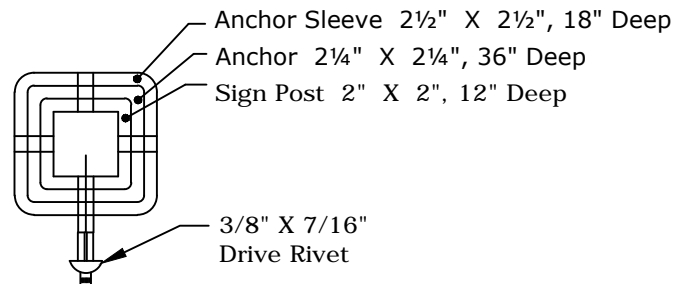 Anchor Sleeve 2½" X 2½", 18" Deep
Anchor 2¼" X 2¼", 36" Deep
Sign Post 2" X 2", 12" Deep
3/8" X 7/16"
Drive Rivet